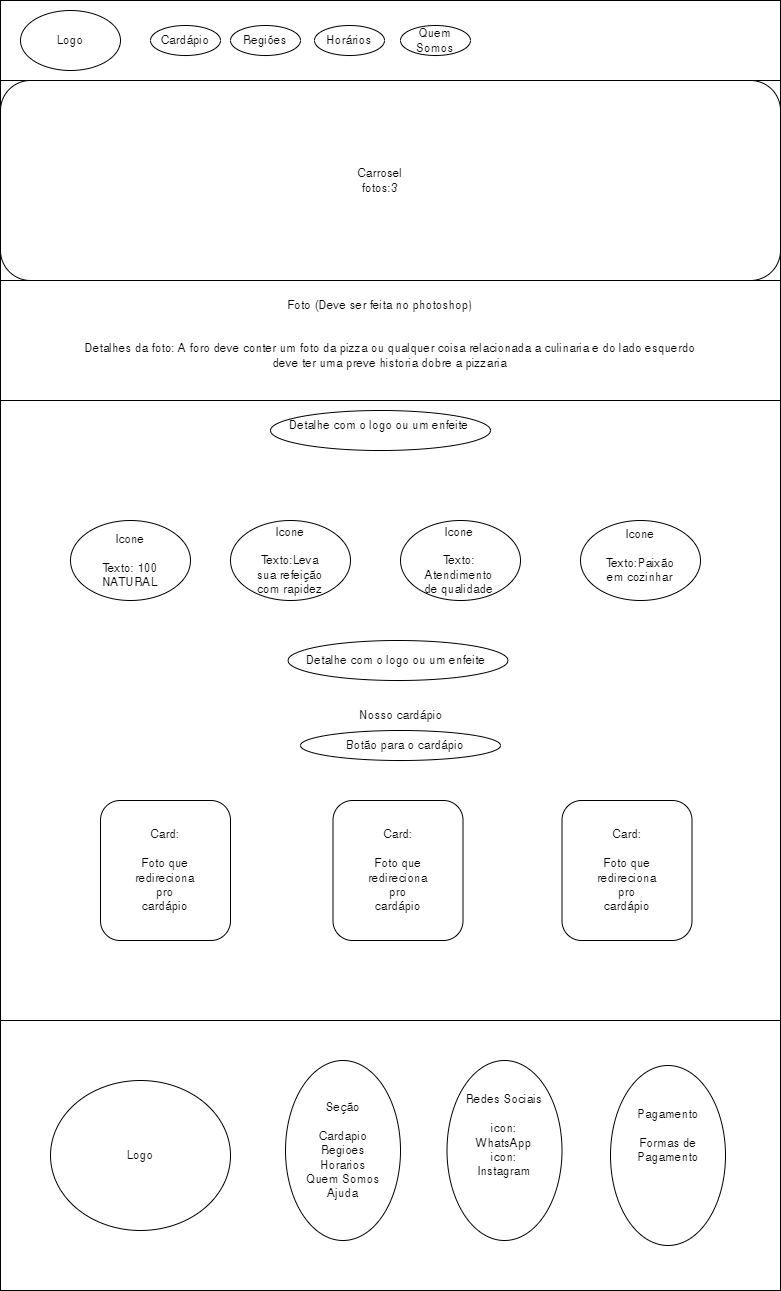 Logo
Cardápio
Regiões
Horários
Quem
Somos
Carrosel
fotos:3
Foto (Deve ser feita no photoshop)
Detalhes da foto: A foro deve conter um foto da pizza ou qualquer coisa relacionada a culinaria e do lado esquerdo
deve ter uma preve historia dobre a pizzaria
Detalhe com o logo ou um enfeite
Icone
Texto: 100
NATURAL
Icone
Texto:Leva
sua refeição
com rapidez
Icone
Texto:
Atendimento
de qualidade
Icone
Texto:Paixão
em cozinhar
Detalhe com o logo ou um enfeite
Nosso cardápio
Botão para o cardápio
Card:
Foto que
redireciona
pro
cardápio
Card:
Foto que
redireciona
pro
cardápio
Card:
Foto que
redireciona
pro
cardápio
Logo
Seção
Cardapio
Regioes
Horarios
Quem Somos
Ajuda
Redes Sociais
icon:
WhatsApp
icon:
Instagram
Pagamento
Formas de
Pagamento